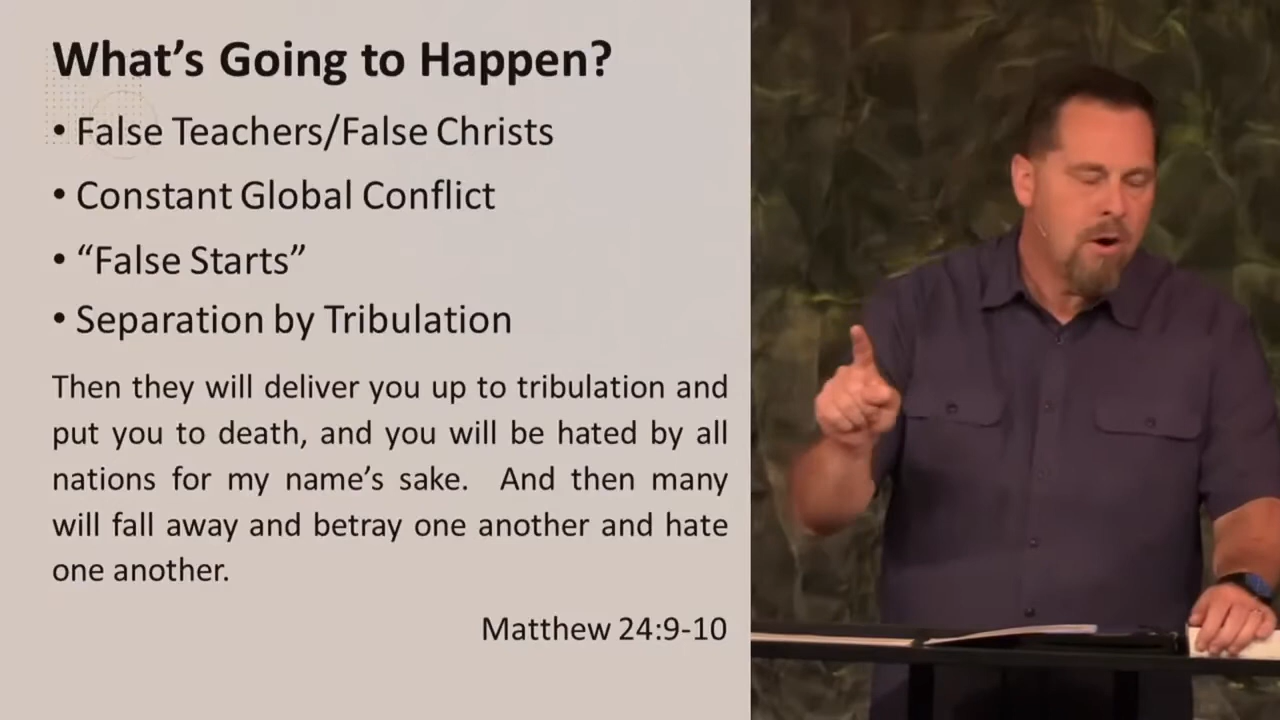 What’s Going to Happen?
• False Teachers/False Christs
• Constant Global Conflict
• “False Starts”
• Separation by Tribulation
Then they will deliver you up to tribulation and
put you to death, and you will be hated by all
nations for my name’s sake. And then many
will fall away and betray one another and hate
one another.
Matthew 24:9-10